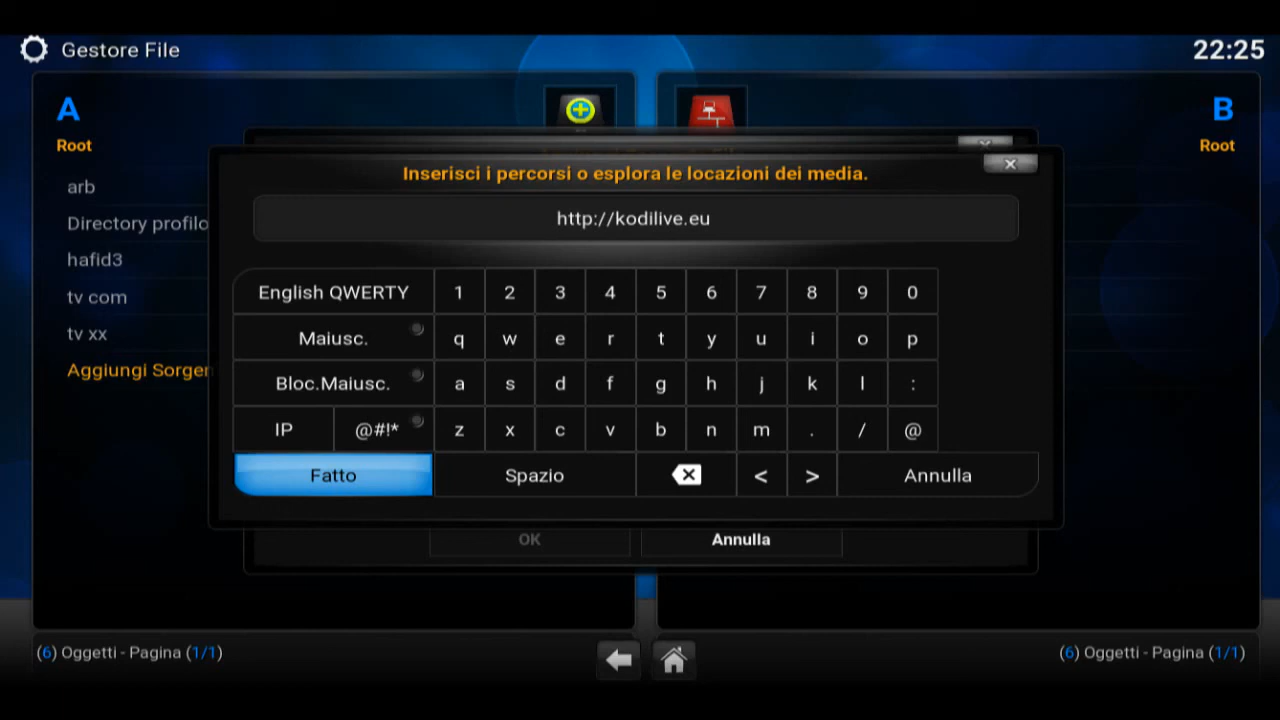 Gestore File
22:25
A
B
Root
Root
arb
Directory profilo
hafid3
tv com
tv xx
Aggiungi Sorgen
Inserisci i percorsi o esplora le locazioni dei media.
http://kodilive.eu
English QWERTY 1 2 3 4 5 6 7 8 9 0
Maiusc. q w e r t y u i o p
Bloc.Maiusc. a s d f g h j k l :
IP @#!* z x c v b n m . / @
Fatto Spazio < > Annulla
OK Annulla
(6) Oggetti - Pagina (1/1)
(6) Oggetti - Pagina (1/1)